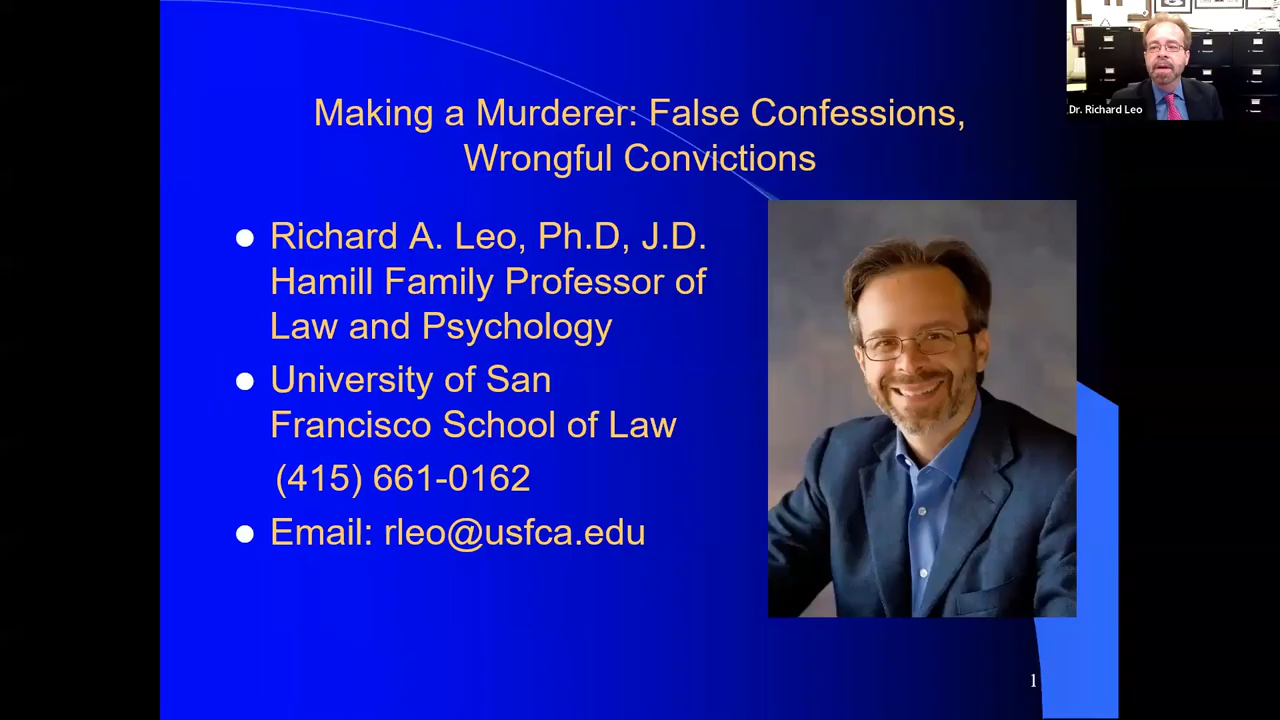 Making a Murderer: False Confessions,
Wrongful Convictions
Richard A. Leo, Ph.D, J.D.
Hamill Family Professor of
Law and Psychology
University of San
Francisco School of Law
(415) 661-0162
Email: rleo@usfca.edu
Dr. Richard Leo
1